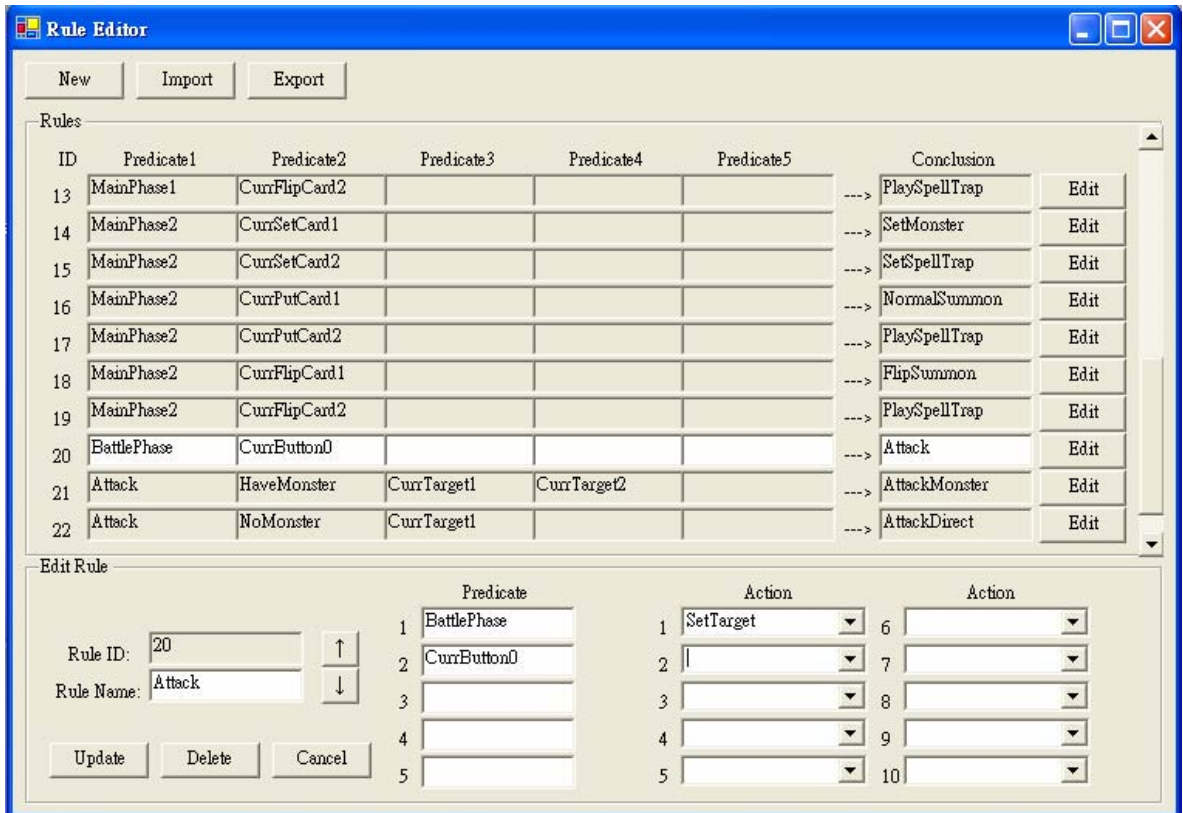 Rule Editor
New Import Export
Rules
ID Predicate1 Predicate2 Predicate3 Predicate4 Predicate5 Conclusion
13 MainPhase1 CurrFlipCard2 ---> PlaySpellTrap Edit
14 MainPhase2 CurrSetCard1 ---> SetMonster Edit
15 MainPhase2 CurrSetCard2 ---> SetSpellTrap Edit
16 MainPhase2 CurrPutCard1 ---> NormalSummon Edit
17 MainPhase2 CurrPutCard2 ---> PlaySpellTrap Edit
18 MainPhase2 CurrFlipCard1 ---> FlipSummon Edit
19 MainPhase2 CurrFlipCard2 ---> PlaySpellTrap Edit
20 BattlePhase CurrButton0 ---> Attack Edit
21 Attack HaveMonster CurrTarget1 CurrTarget2 ---> AttackMonster Edit
22 Attack NoMonster CurrTarget1 ---> AttackDirect Edit
Edit Rule
Predicate Action Action
1 BattlePhase 1 SetTarget 6
Rule ID: 20 ↑ 2 CurrButton0 2 7
Rule Name: Attack ↓ 3 3 8
4 4 9
Update Delete Cancel
5 5 10